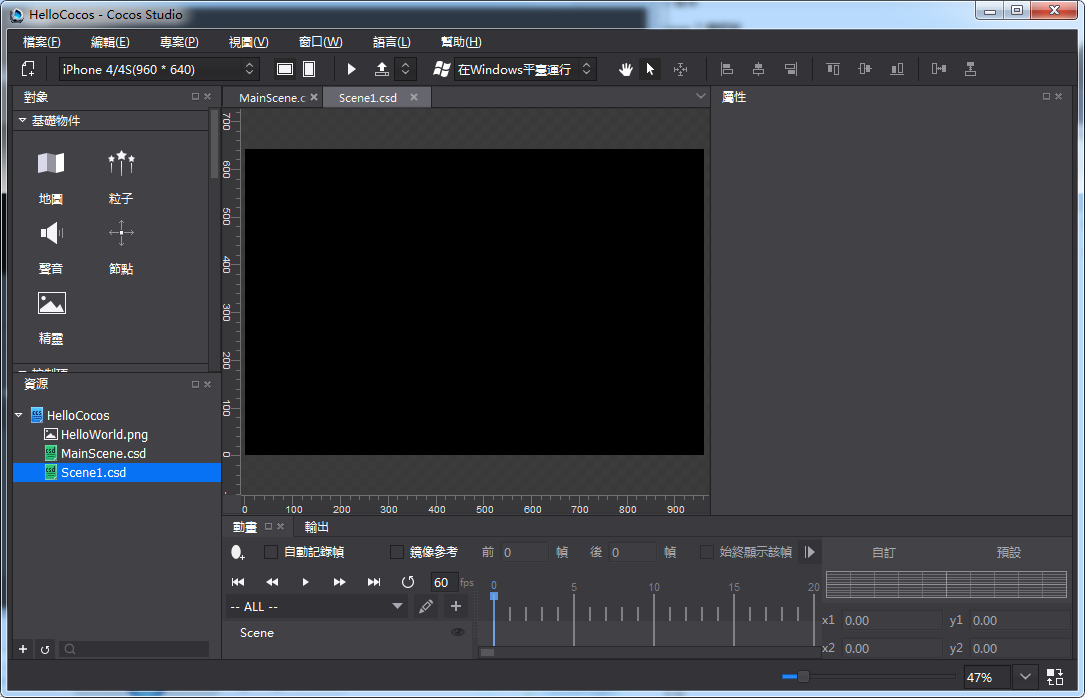 HelloCocos - Cocos Studio
檔案(F) 編輯(E) 專案(P) 視圖(V) 窗口(W) 語言(L) 幫助(H)
iPhone 4/4S(960 * 640) 在Windows平臺運行
對象
MainScene.c Scene1.csd
屬性
基礎物件
地圖 粒子
聲音 節點
精靈
資源
HelloCocos
HelloWorld.png
MainScene.csd
Scene1.csd
700
600
500
400
300
200
100
0
0 100 200 300 400 500 600 700 800 900
動畫 輸出
自動記錄幀 鏡像參考 前 0 幀 後 0 幀 始終顯示該幀 自訂 預設
60 fps 0 5 10 15 20
-- ALL --
Scene
x1 0.00 y1 0.00
x2 0.00 y2 0.00
47%